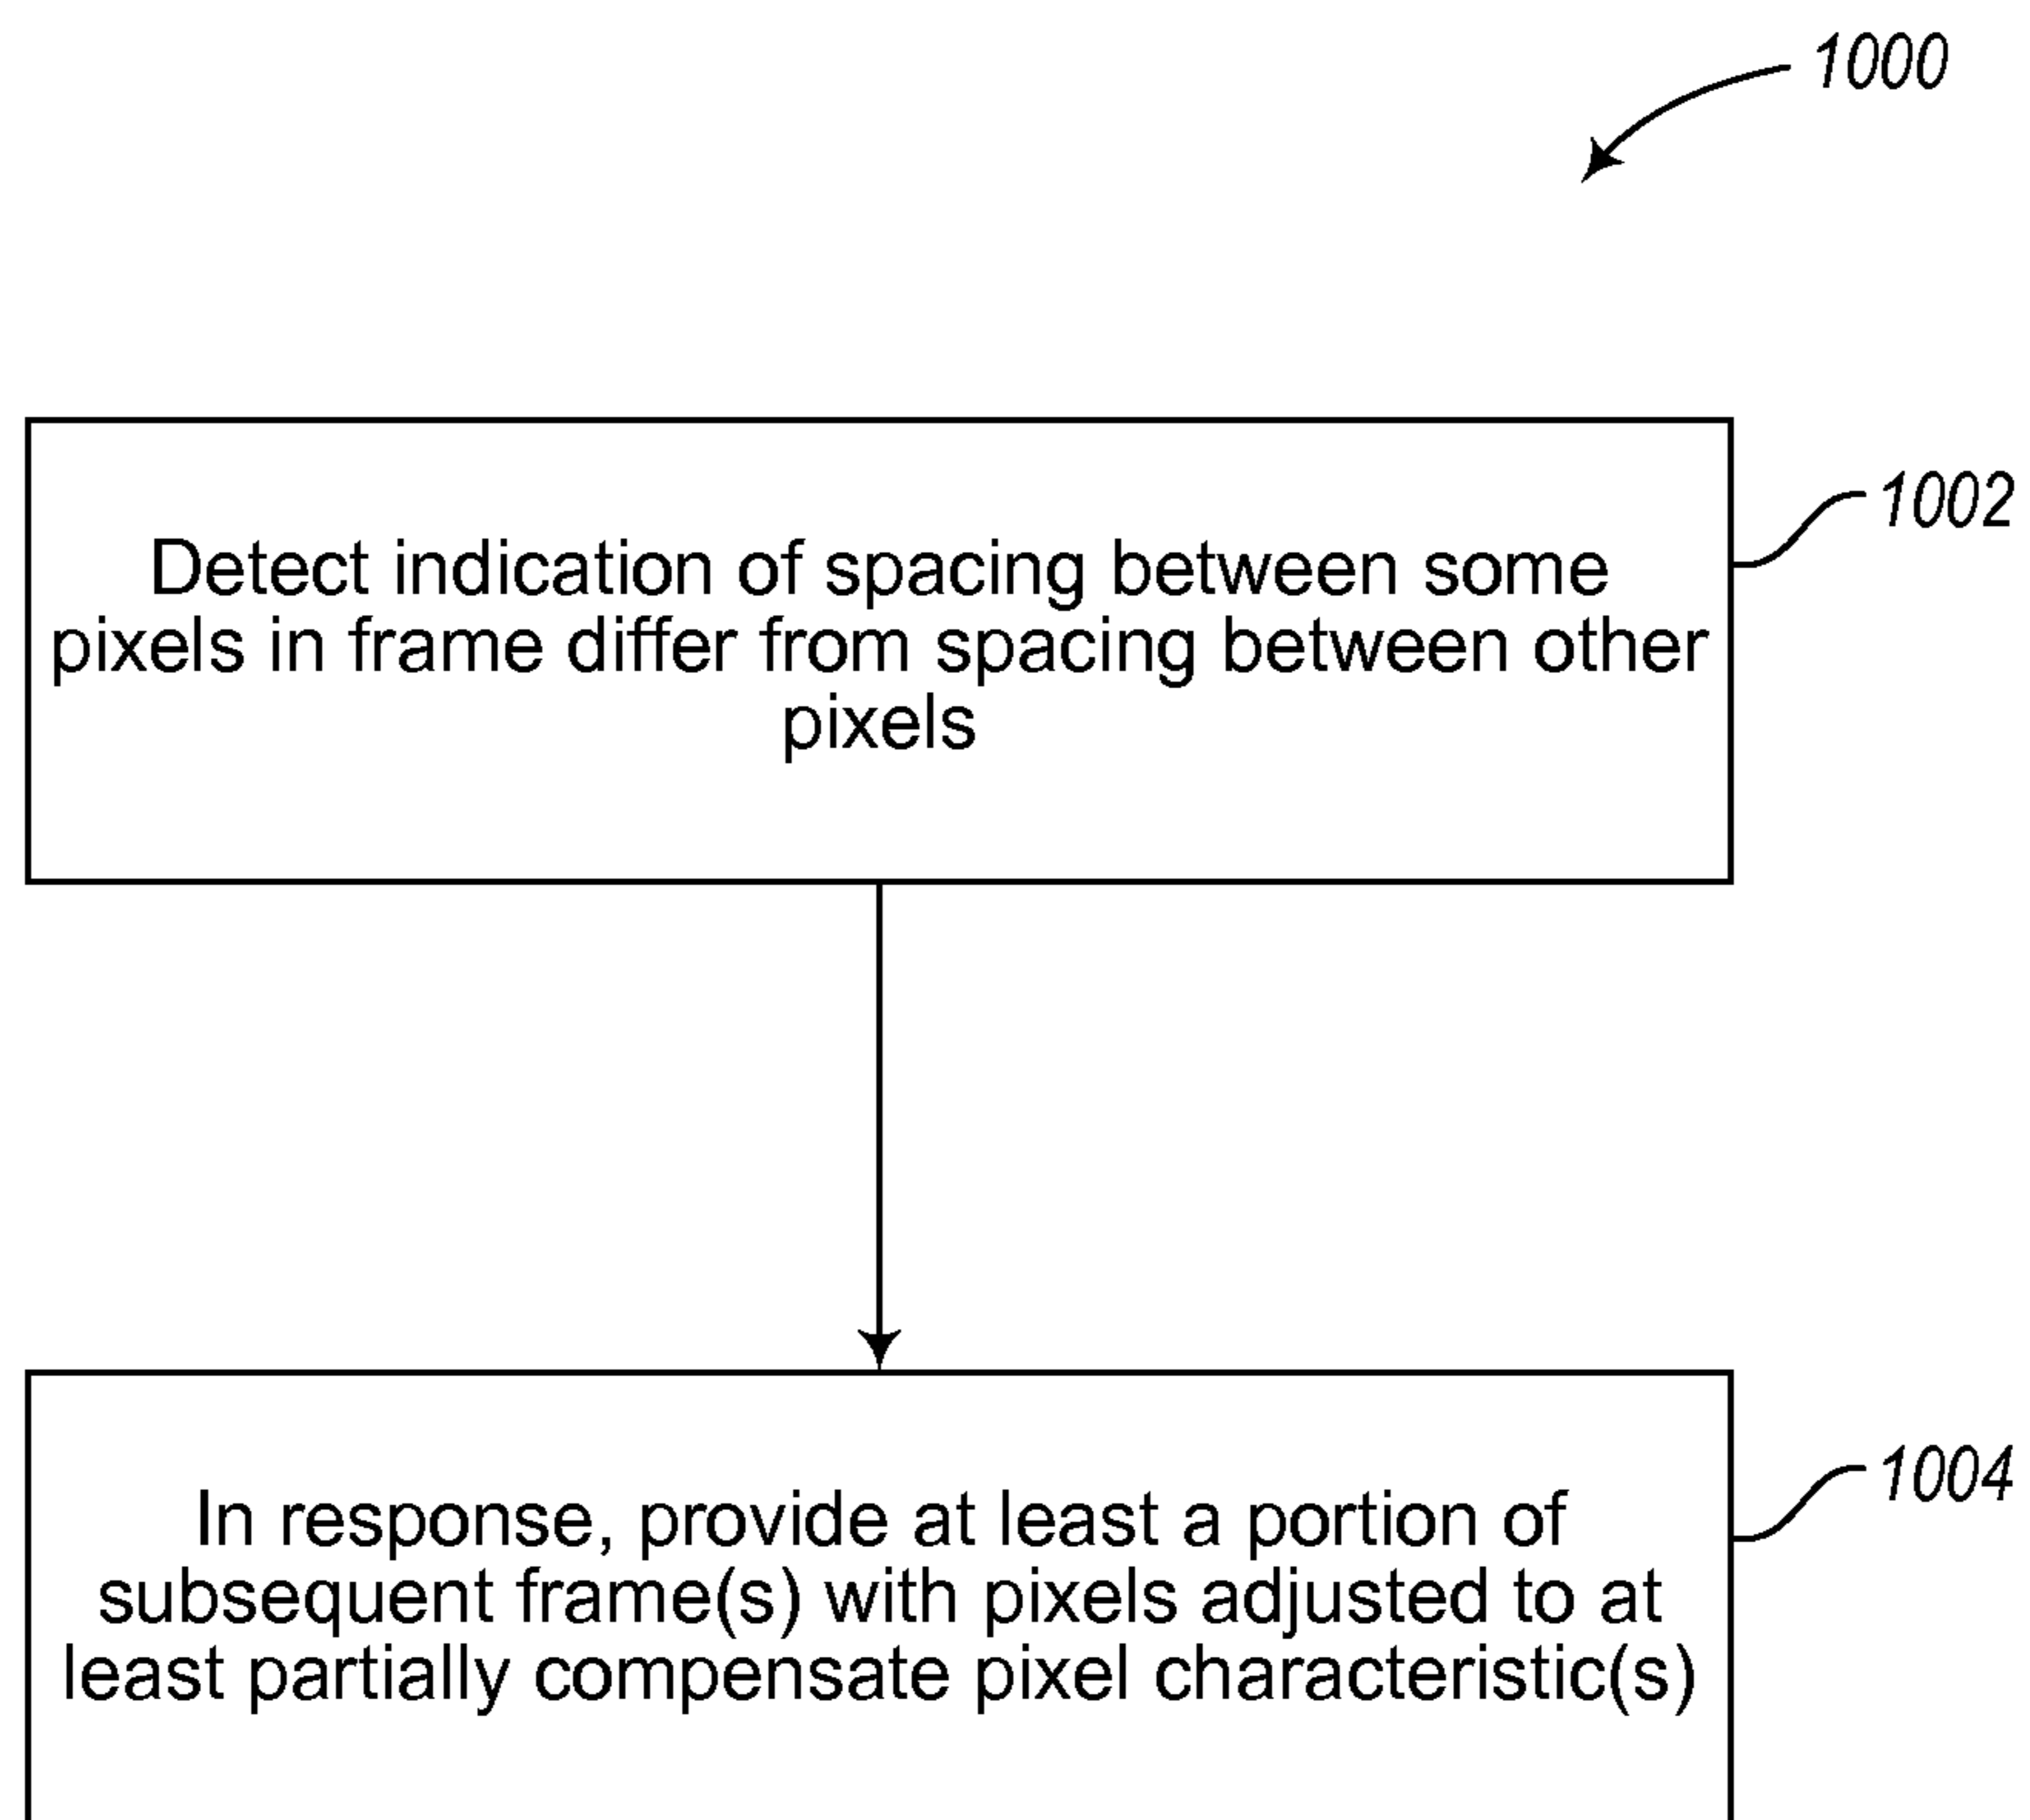 1000
Detect indication of spacing between some
pixels in frame differ from spacing between other
pixels
1002
In response, provide at least a portion of
subsequent frame(s) with pixels adjusted to at
least partially compensate pixel characteristic(s)
1004